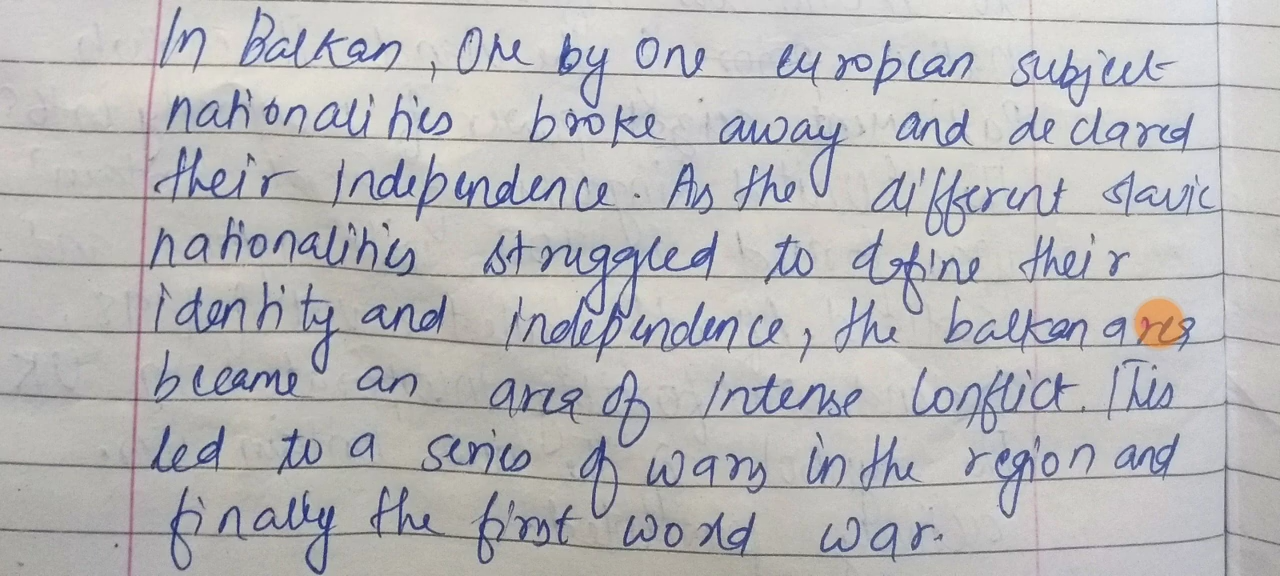 In Balkan, One by One european subject
nationalities broke away and declared
their independence. As the different slavic
nationalities struggled to define their
identity and independence, the balkan area
became an area of intense conflict. This
led to a series of wars in the region and
finally the first world war.